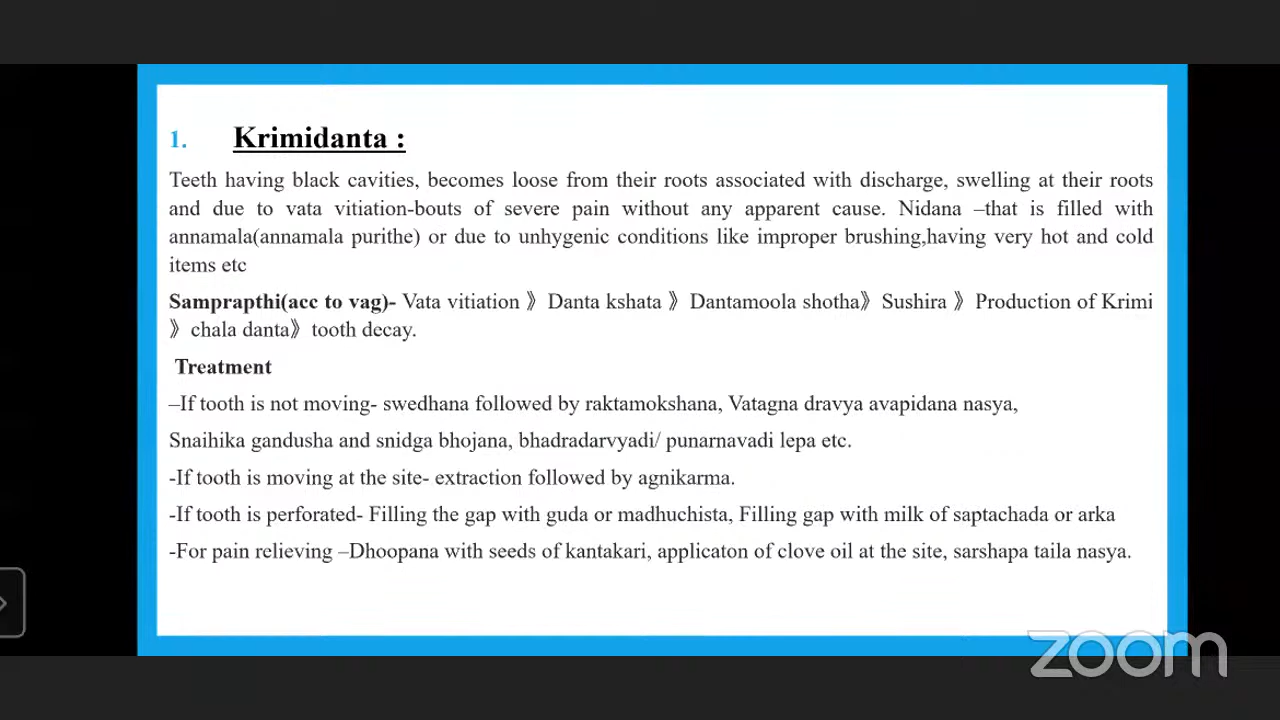 1. Krimidanta :
Teeth having black cavities, becomes loose from their roots associated with discharge, swelling at their roots
and due to vata vitiation-bouts of severe pain without any apparent cause. Nidana –that is filled with
annamala(annamala purithe) or due to unhygenic conditions like improper brushing,having very hot and cold
items etc
Samprapthi(acc to vag)- Vata vitiation 》 Danta kshata 》 Dantamoola shotha》 Sushira 》 Production of Krimi
》 chala danta》 tooth decay.
Treatment
–If tooth is not moving- swedhana followed by raktamokshana, Vatagna dravya avapidana nasya,
Snaihika gandusha and snidga bhojana, bhadradarvyadi/ punarnavadi lepa etc.
-If tooth is moving at the site- extraction followed by agnikarma.
-If tooth is perforated- Filling the gap with guda or madhuchista, Filling gap with milk of saptachada or arka
-For pain relieving –Dhoopana with seeds of kantakari, applicaton of clove oil at the site, sarshapa taila nasya.
zoom